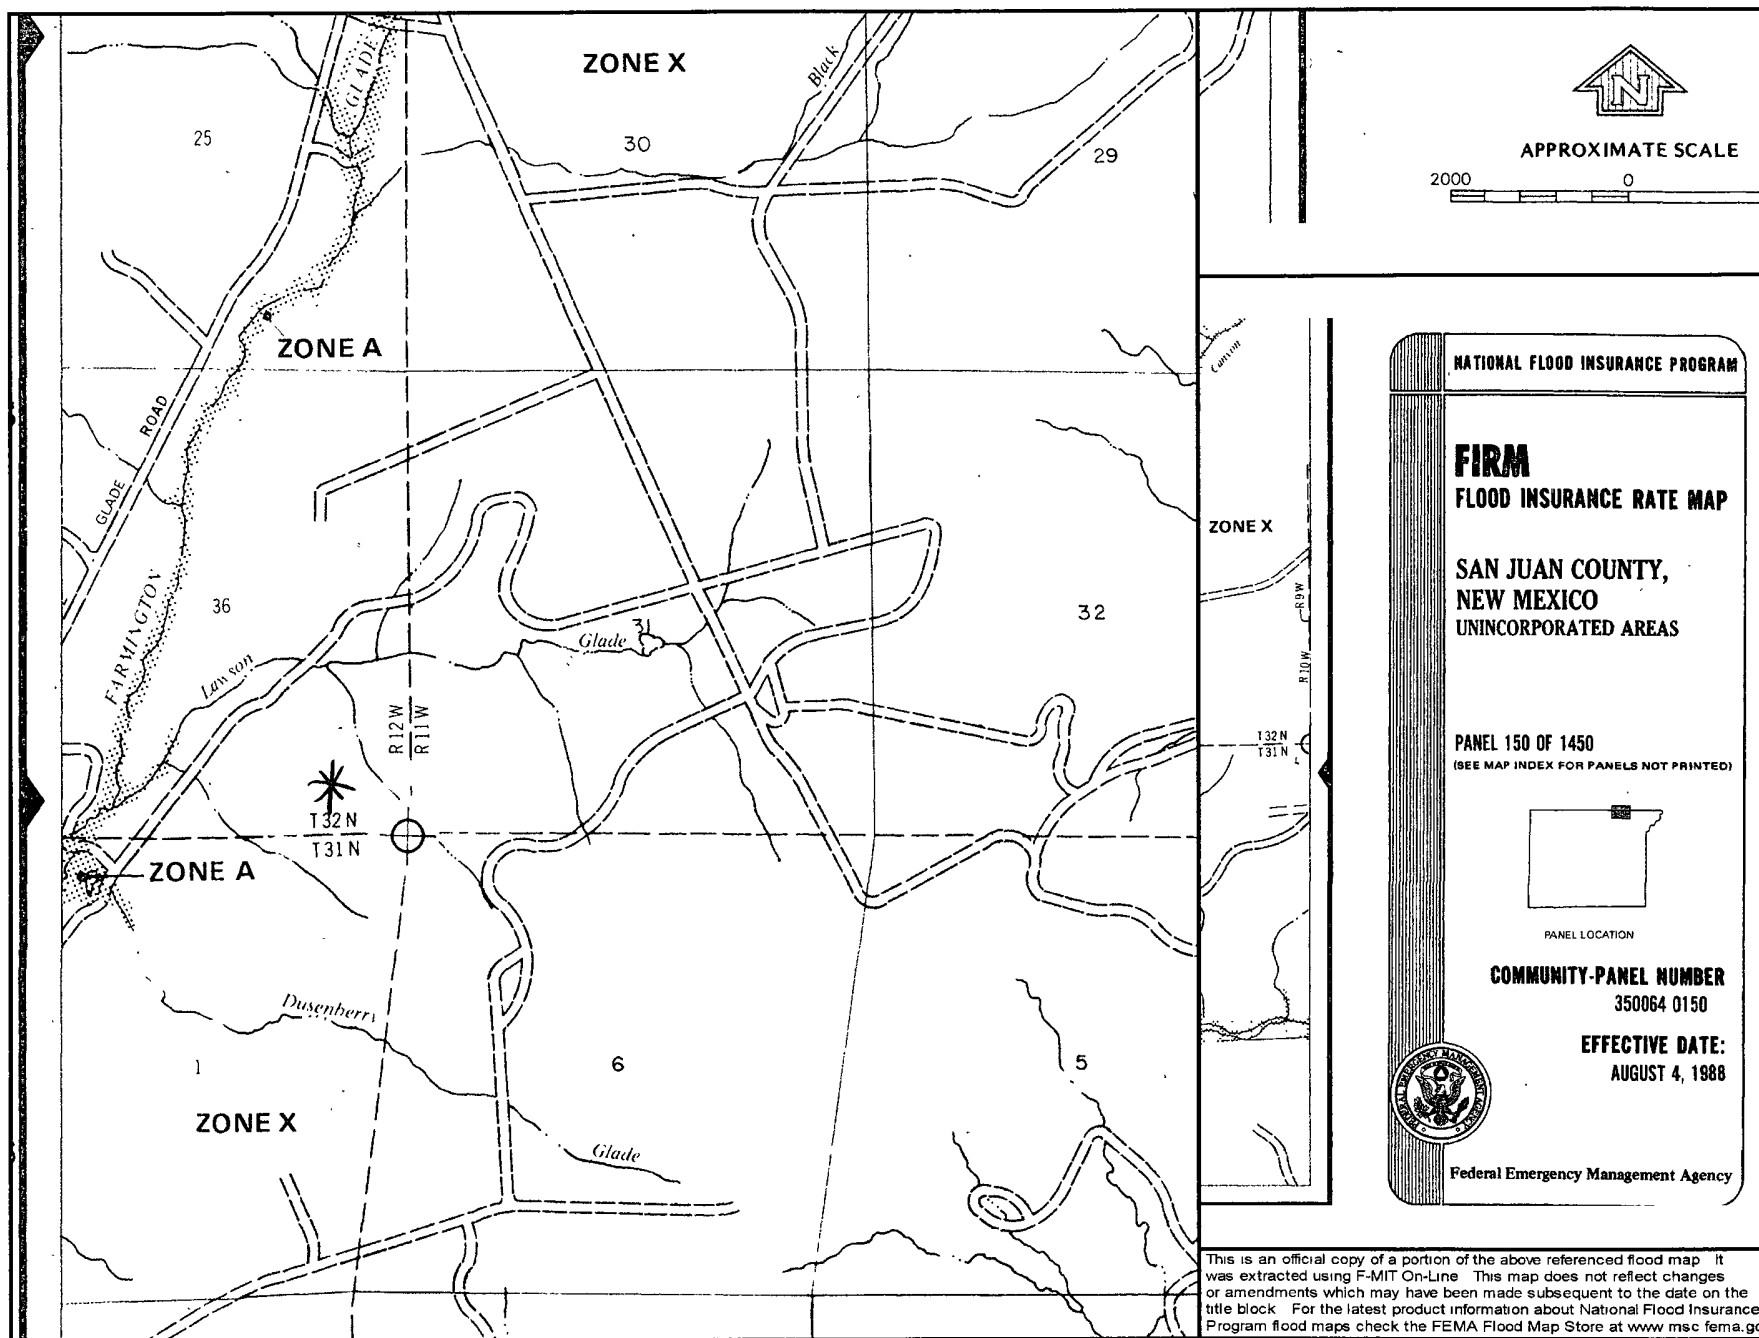 GLADE
ZONE X
Black
25
30
29
ZONE A
GLADE ROAD
FARMINGTON
36
31
Glade
32
Lawson
R12W
R11W
T32N
T31N
ZONE A
Dusenberry
1
6
5
ZONE X
Glade
N
APPROXIMATE SCALE
2000 0
Canyon
ZONE X
R9W
R10W
T32N
T31N
NATIONAL FLOOD INSURANCE PROGRAM
FIRM
FLOOD INSURANCE RATE MAP
SAN JUAN COUNTY,
NEW MEXICO
UNINCORPORATED AREAS
PANEL 150 OF 1450
(SEE MAP INDEX FOR PANELS NOT PRINTED)
PANEL LOCATION
COMMUNITY-PANEL NUMBER
350064 0150
EFFECTIVE DATE:
AUGUST 4, 1988
FEDERAL EMERGENCY MANAGEMENT AGENCY
Federal Emergency Management Agency
This is an official copy of a portion of the above referenced flood map It
was extracted using F-MIT On-Line This map does not reflect changes
or amendments which may have been made subsequent to the date on the
title block For the latest product information about National Flood Insurance
Program flood maps check the FEMA Flood Map Store at www msc fema.go